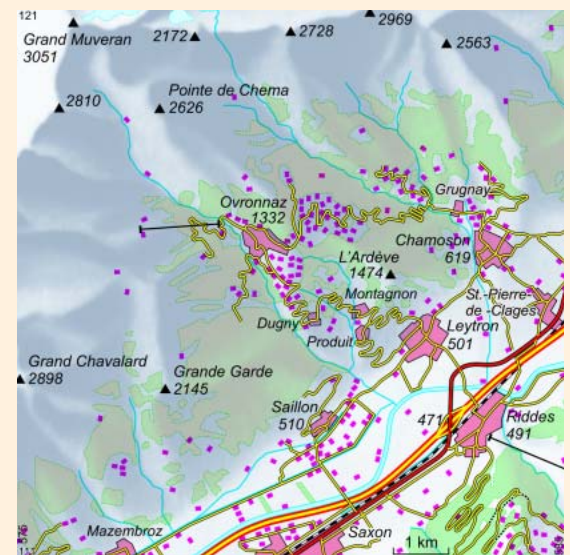 121
Grand Muveran
3051
2172
2728
2969
2563
2810
Pointe de Chema
2626
Grugnay
Ovronnaz
1332
Chamoson
619
L'Ardève
1474
Montagnon
St.-Pierre-
de -Clages
Leytron
501
Dugny
Produit
Grand Chavalard
2898
Grande Garde
2145
Saillon
510
471
Riddes
491
Mazembroz
Saxon
1 km